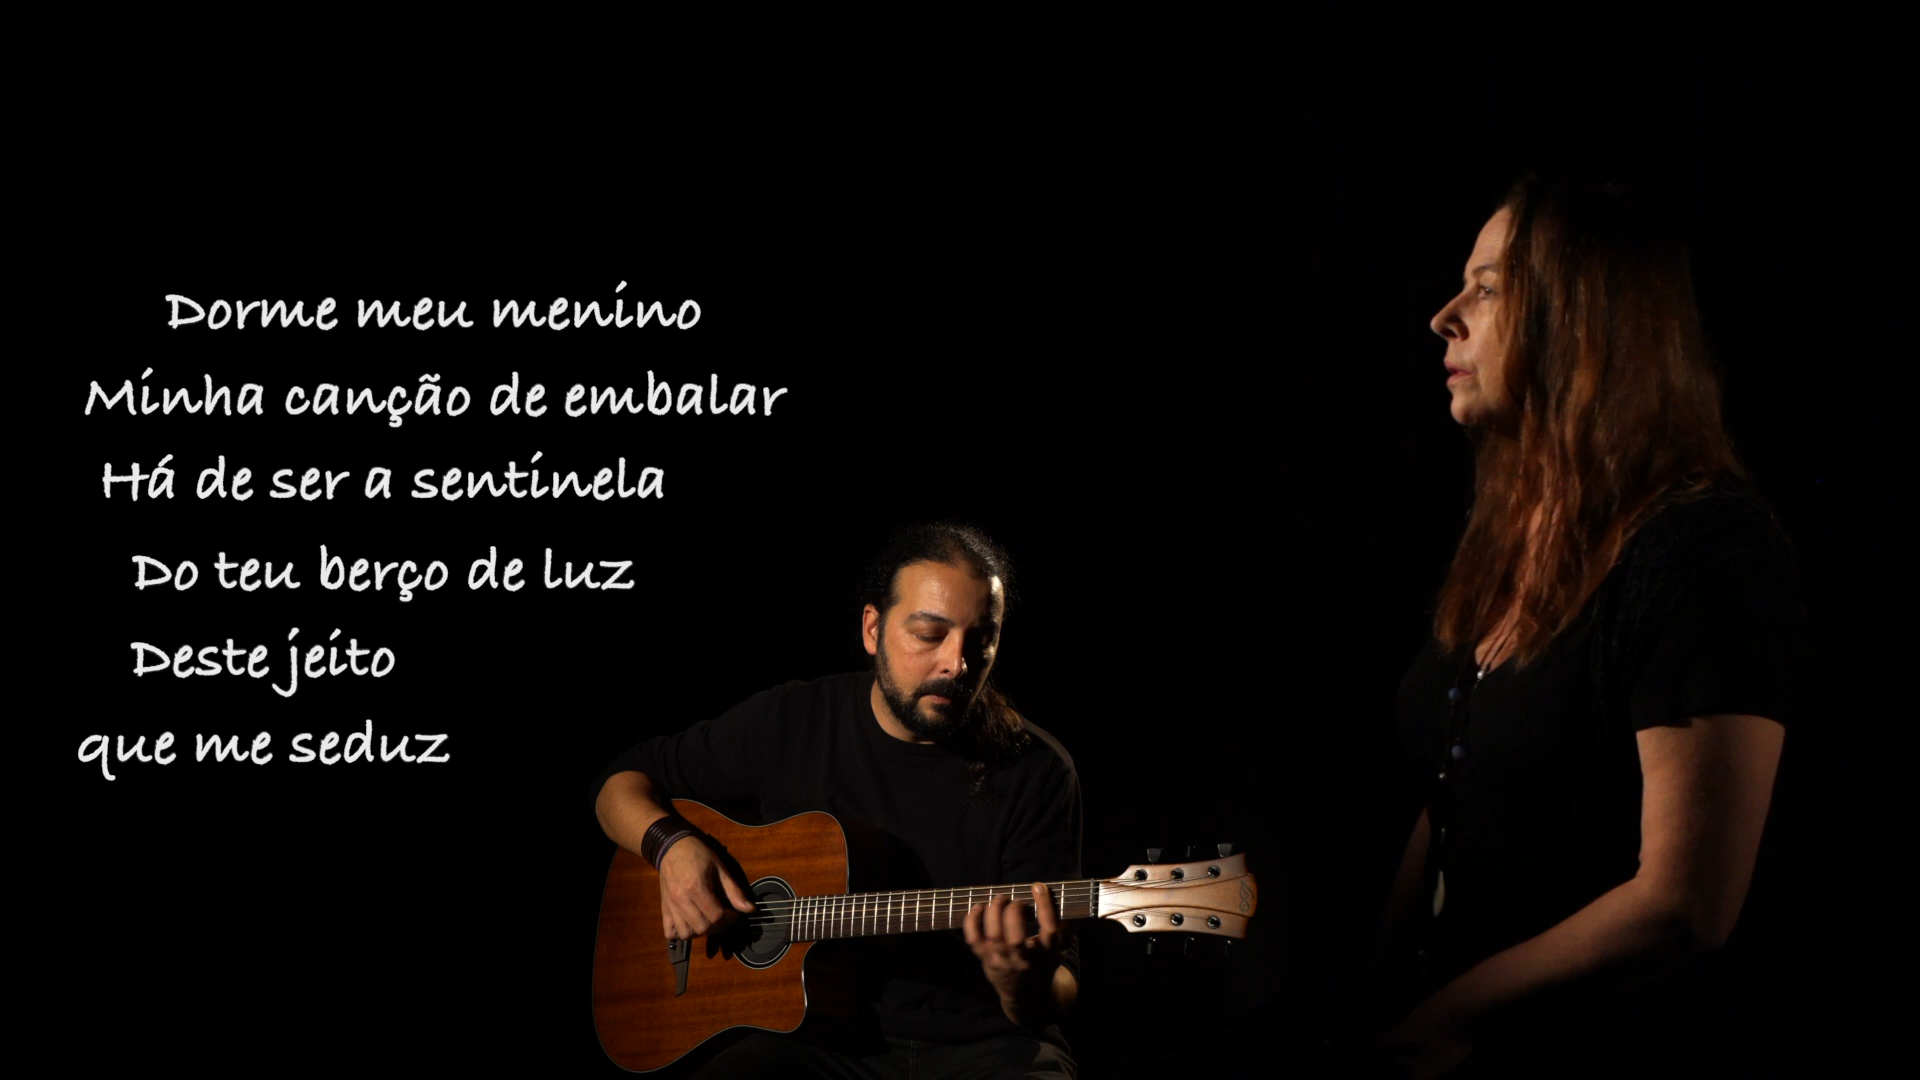 Dorme meu menino
Minha canção de embalar
Há de ser a sentinela
Do teu berço de luz
Deste jeito
que me seduz